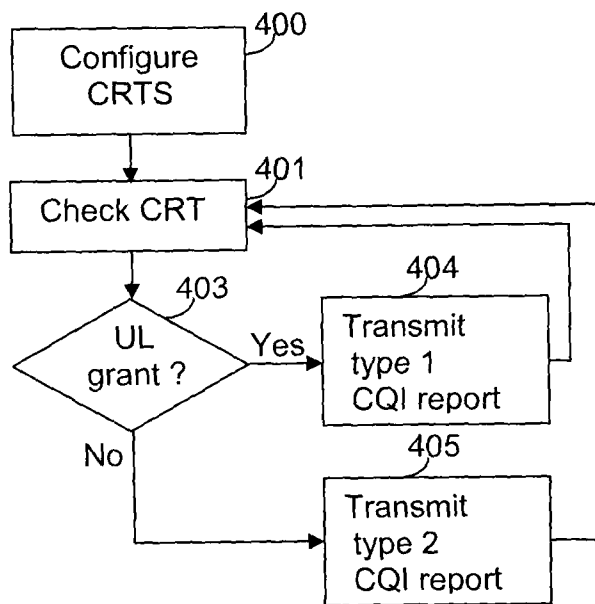 400
Configure
CRTS
401
Check CRT
403
UL
grant ?
Yes
No
404
Transmit
type 1
CQI report
405
Transmit
type 2
CQI report